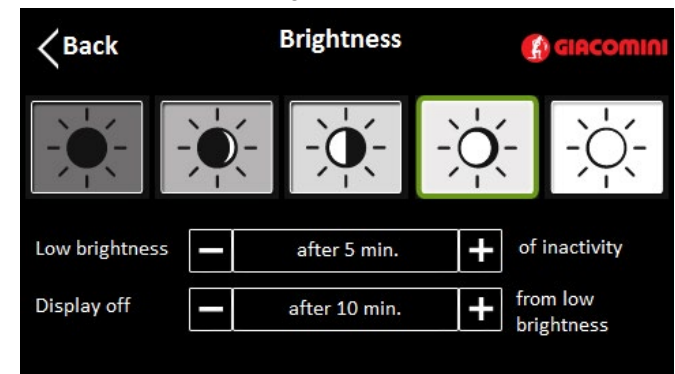 Back
Brightness
GIACOMINI
Low brightness
after 5 min.
of inactivity
Display off
after 10 min.
from low
brightness